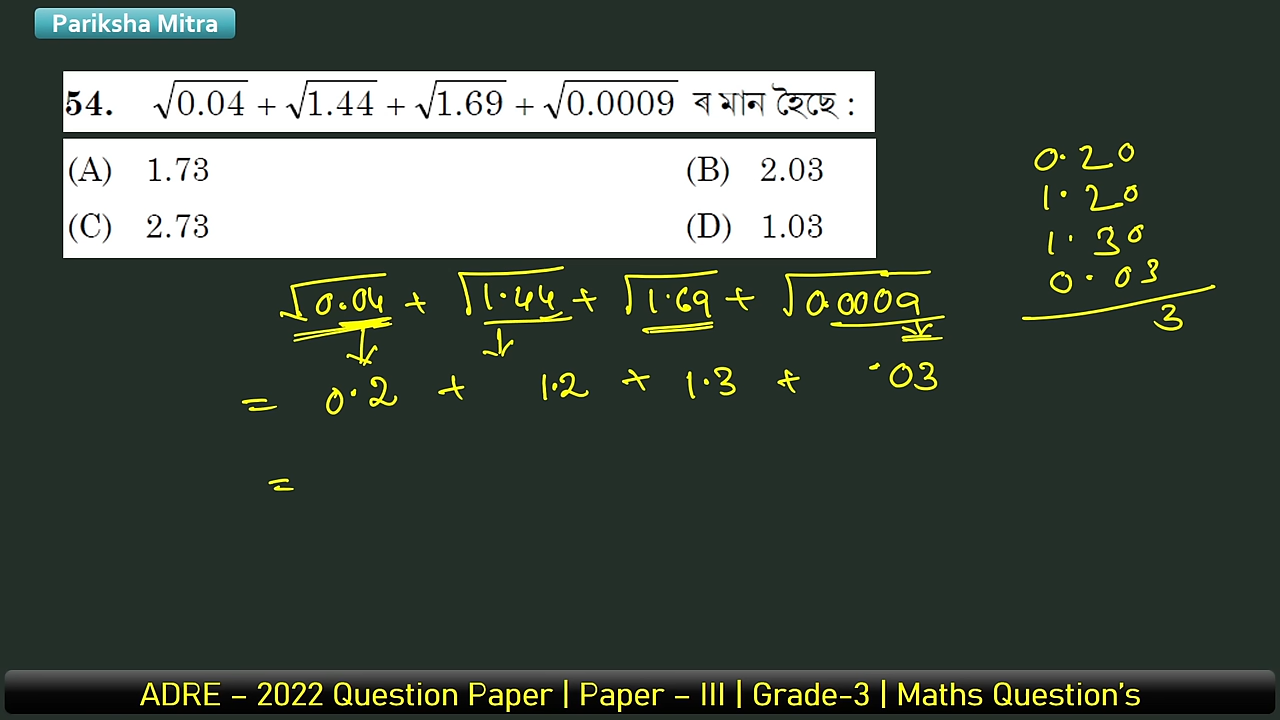 Pariksha Mitra
54. √0.04 + √1.44 + √1.69 + √0.0009 ৰ মান হৈছে :
(A) 1.73 (B) 2.03
(C) 2.73 (D) 1.03
0.20
1.20
1.30
0.03
3
√0.04 + √1.44 + √1.69 + √0.0009
= 0.2 + 1.2 + 1.3 + .03
=
ADRE – 2022 Question Paper | Paper – III | Grade-3 | Maths Question's